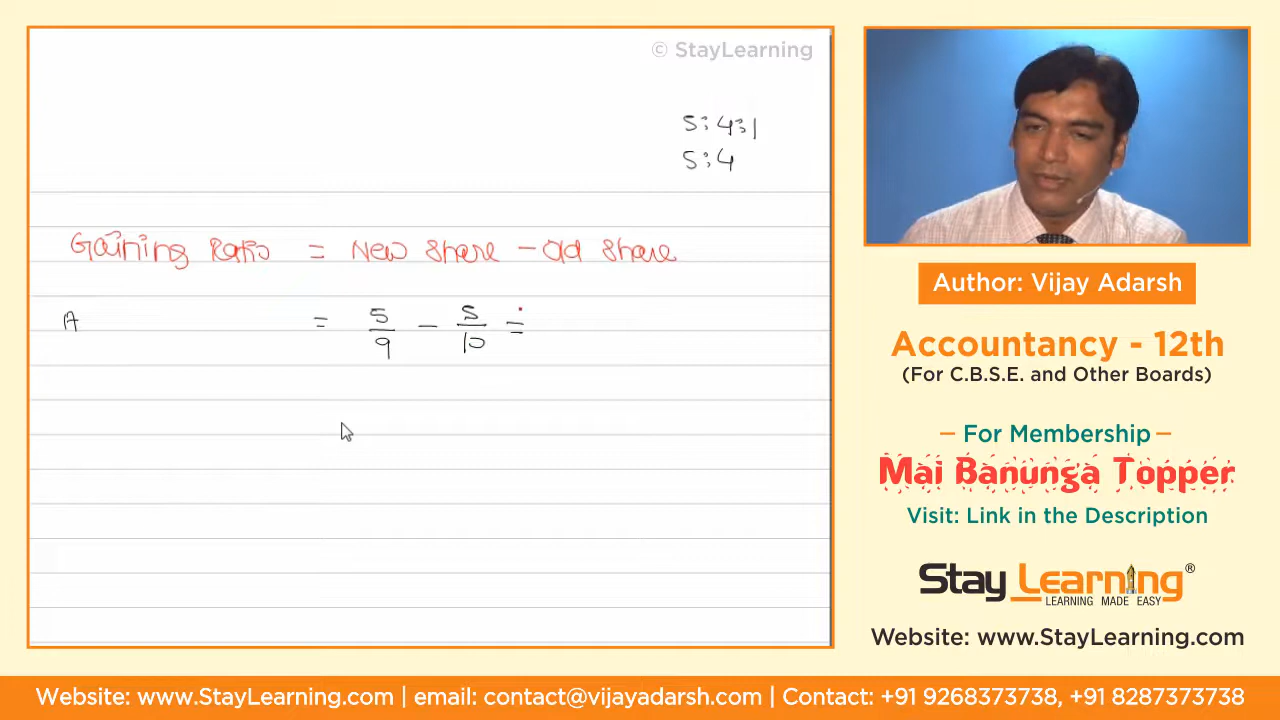 © StayLearning
5:4:1
5:4
Gaining Ratio = New Share - Old Share
A = 5/9 - 5/10 =
Author: Vijay Adarsh
Accountancy - 12th
(For C.B.S.E. and Other Boards)
For Membership
Mai Banunga Topper
Visit: Link in the Description
Stay Learning®
LEARNING MADE EASY
Website: www.StayLearning.com
Website: www.StayLearning.com | email: contact@vijayadarsh.com | Contact: +91 9268373738, +91 8287373738